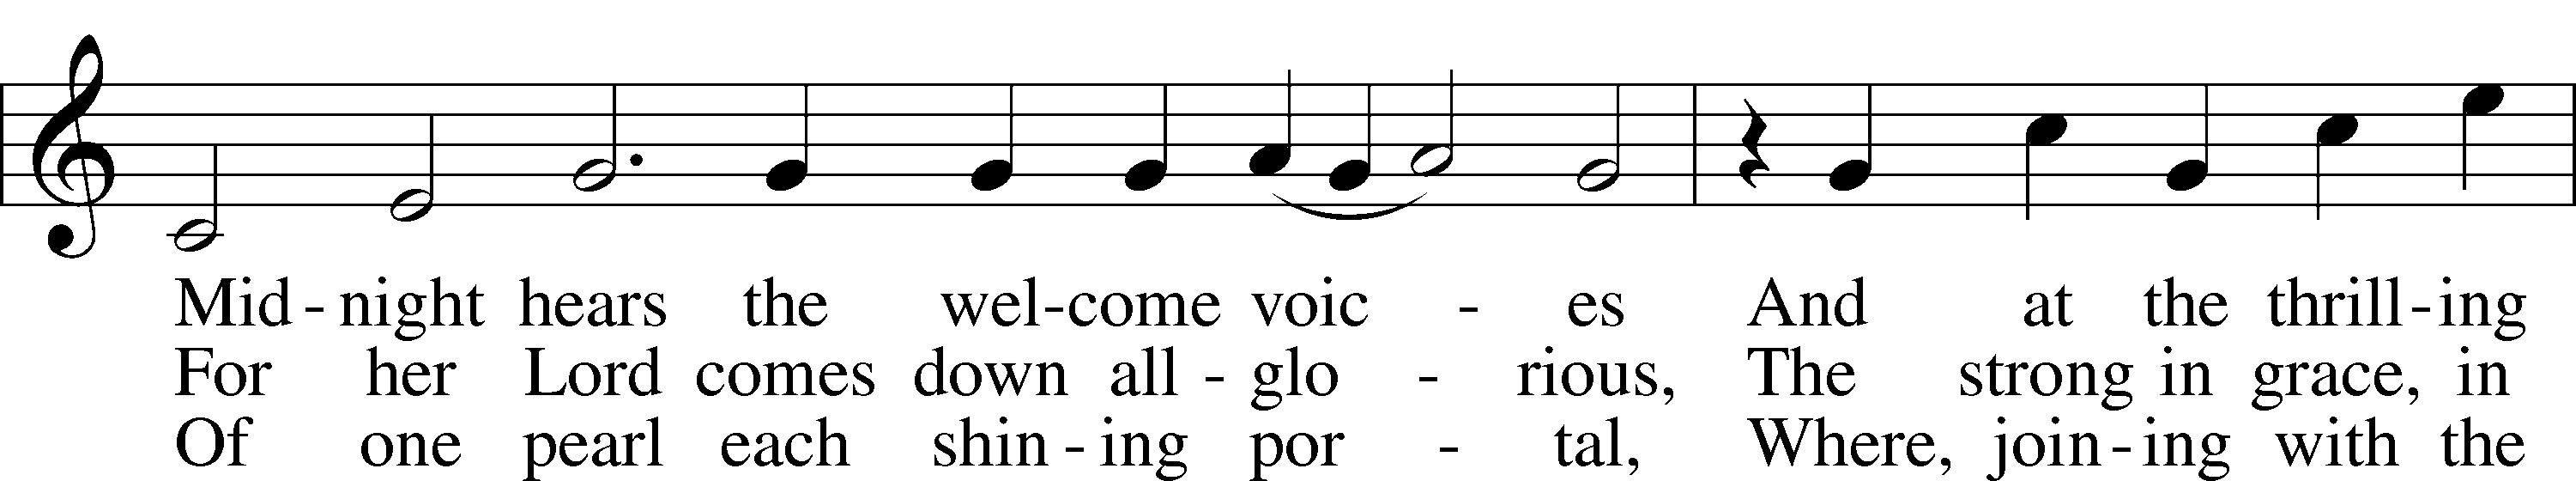 Mid - night hears the wel - come voic - es And at the thrill - ing
For her Lord comes down all - glo - rious, The strong in grace, in
Of one pearl each shin - ing por - tal, Where, join - ing with the